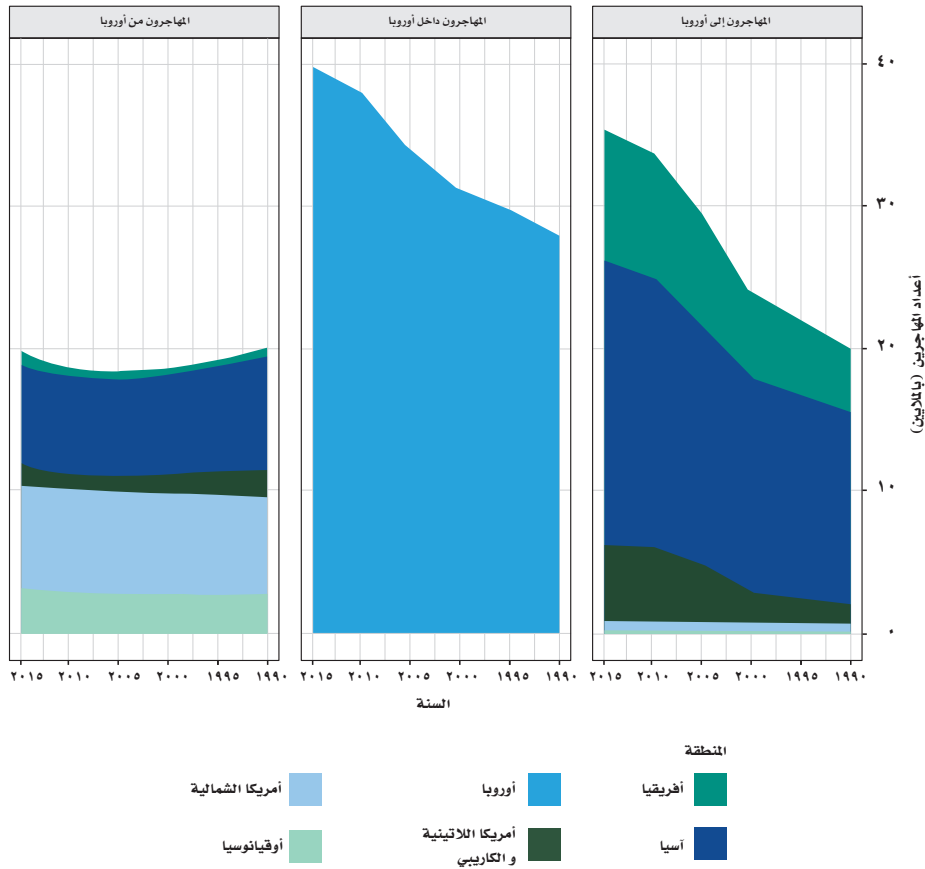 المهاجرون إلى أوروبا
المهاجرون داخل أوروبا
المهاجرون من أوروبا
أعداد المهاجرين (بالملايين)
٤٠
٣٠
٢٠
١٠
٠
١٩٩٠ ١٩٩٥ ٢٠٠٠ ٢٠٠٥ ٢٠١٠ ٢٠١٥
١٩٩٠ ١٩٩٥ ٢٠٠٠ ٢٠٠٥ ٢٠١٠ ٢٠١٥
١٩٩٠ ١٩٩٥ ٢٠٠٠ ٢٠٠٥ ٢٠١٠ ٢٠١٥
السنة
المنطقة
أفريقيا
أوروبا
أمريكا الشمالية
آسيا
أمريكا اللاتينية
و الكاريبي
أوقيانوسيا